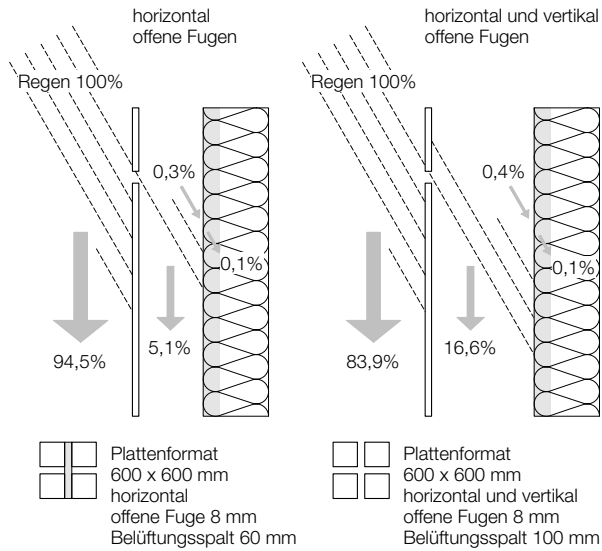 horizontal
offene Fugen
Regen 100%
0,3%
0,1%
94,5%
5,1%
Plattenformat
600 x 600 mm
horizontal
offene Fuge 8 mm
Belüftungsspalt 60 mm
horizontal und vertikal
offene Fugen
Regen 100%
0,4%
0,1%
83,9%
16,6%
Plattenformat
600 x 600 mm
horizontal und vertikal
offene Fugen 8 mm
Belüftungsspalt 100 mm